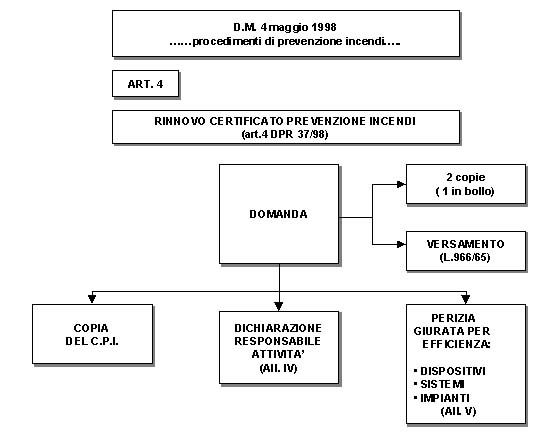 D.M. 4 maggio 1998
……procedimenti di prevenzione incendi…..
ART. 4
RINNOVO CERTIFICATO PREVENZIONE INCENDI
(art.4 DPR 37/98)
DOMANDA
2 copie
( 1 in bollo)
VERSAMENTO
(L.966/65)
COPIA
DEL C.P.I.
DICHIARAZIONE
RESPONSABILE
ATTIVITA’
(All. IV)
PERIZIA
GIURATA PER
EFFICIENZA:
• DISPOSITIVI
• SISTEMI
• IMPIANTI
(All. V)